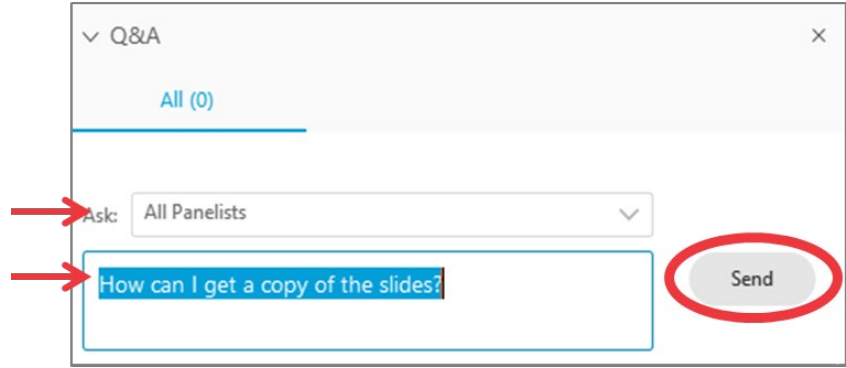 Q&A
All (0)
Ask: All Panelists
How can I get a copy of the slides?
Send